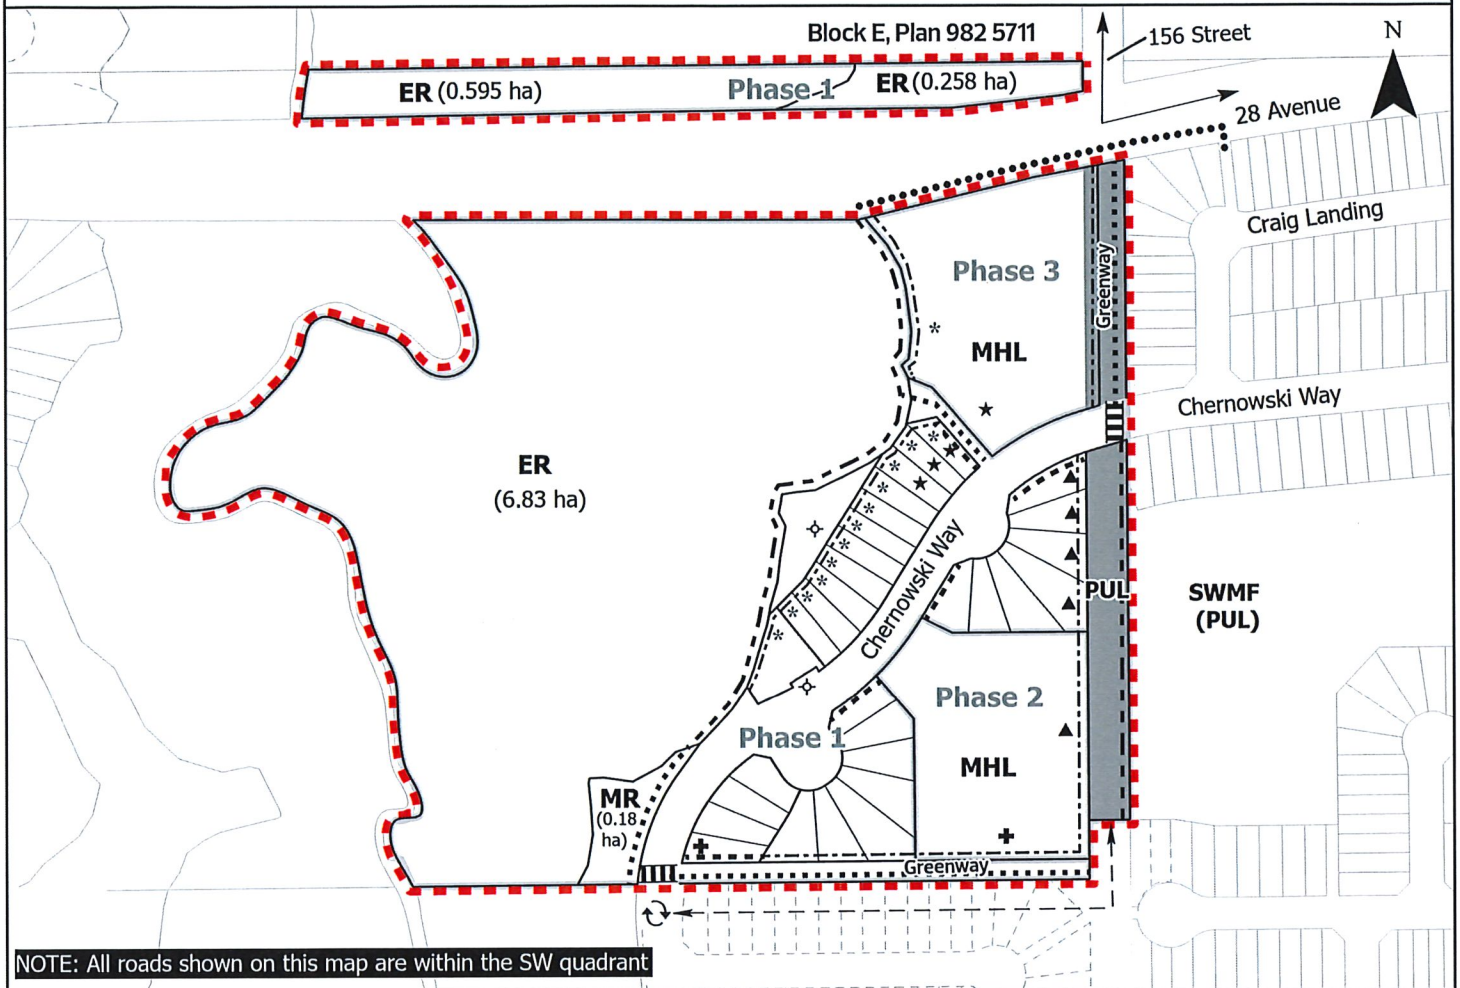 Block E, Plan 982 5711
156 Street
N
ER (0.595 ha)
Phase 1
ER (0.258 ha)
28 Avenue
Craig Landing
Phase 3
Greenway
MHL
Chernowski Way
ER
(6.83 ha)
Chernowski Way
PUL
SWMF
(PUL)
Phase 2
Phase 1
MHL
MR
(0.18
ha)
Greenway
NOTE: All roads shown on this map are within the SW quadrant